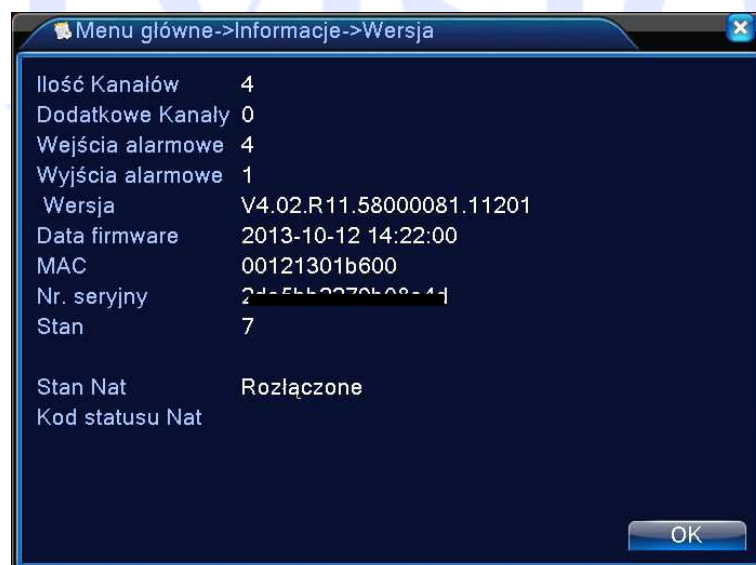 Menu główne->Informacje->Wersja
Ilość Kanałów 4
Dodatkowe Kanały 0
Wejścia alarmowe 4
Wyjścia alarmowe 1
Wersja V4.02.R11.58000081.11201
Data firmware 2013-10-12 14:22:00
MAC 00121301b600
Nr. seryjny
Stan 7
Stan Nat Rozłączone
Kod statusu Nat
OK